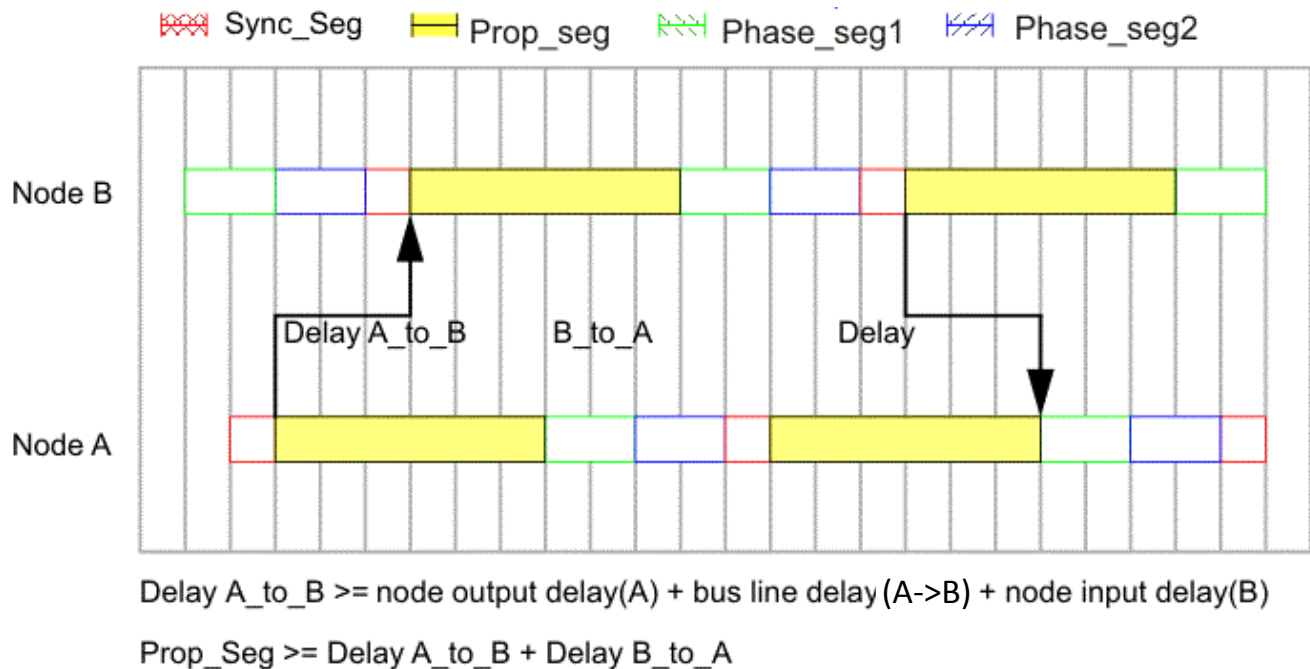 Sync_Seg Prop_seg Phase_seg1 Phase_seg2
Node B
Delay A_to_B B_to_A Delay
Node A
Delay A_to_B >= node output delay(A) + bus line delay (A->B) + node input delay(B)
Prop_Seg >= Delay A_to_B + Delay B_to_A